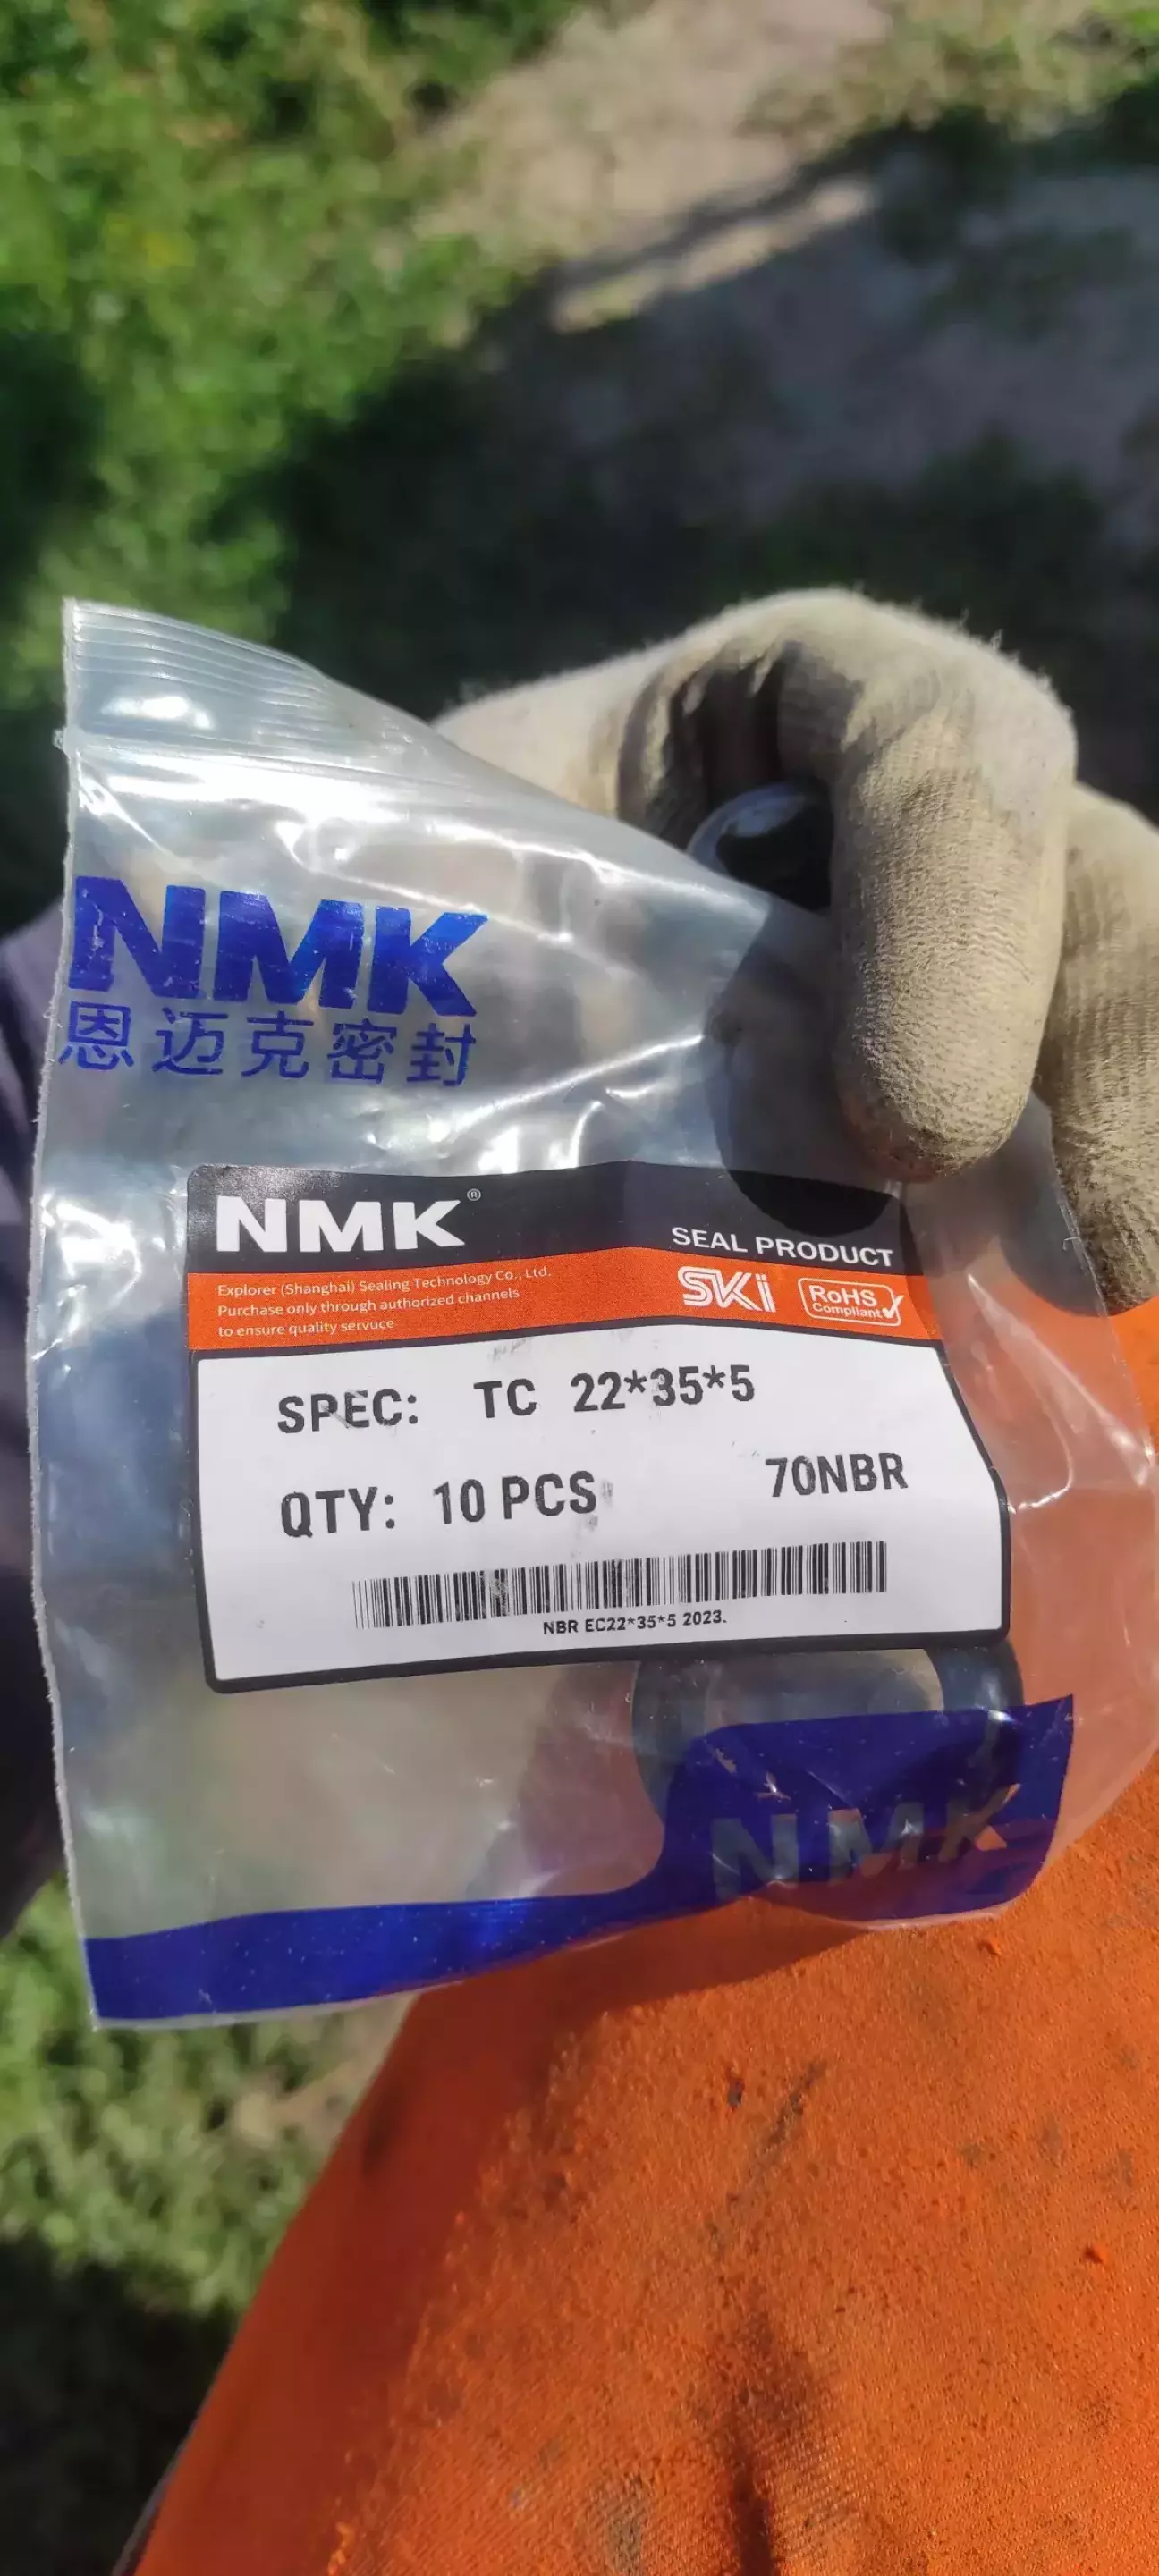 NMK
恩迈克密封
NMK®
SEAL PRODUCT
Explorer (Shanghai) Sealing Technology Co., Ltd.
Purchase only through authorized channels
to ensure quality servuce
SKi
RoHS
Compliant
SPEC: TC 22*35*5
QTY: 10 PCS 70NBR
NBR EC22*35*5 2023.
NMK